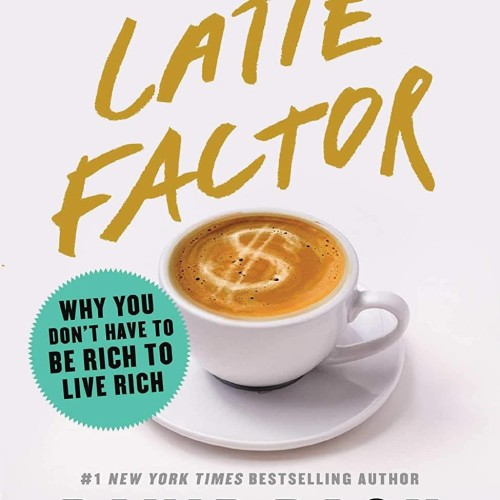 LATTE
FACTOR
WHY YOU
DON'T HAVE TO
BE RICH TO
LIVE RICH
#1 NEW YORK TIMES BESTSELLING AUTHOR